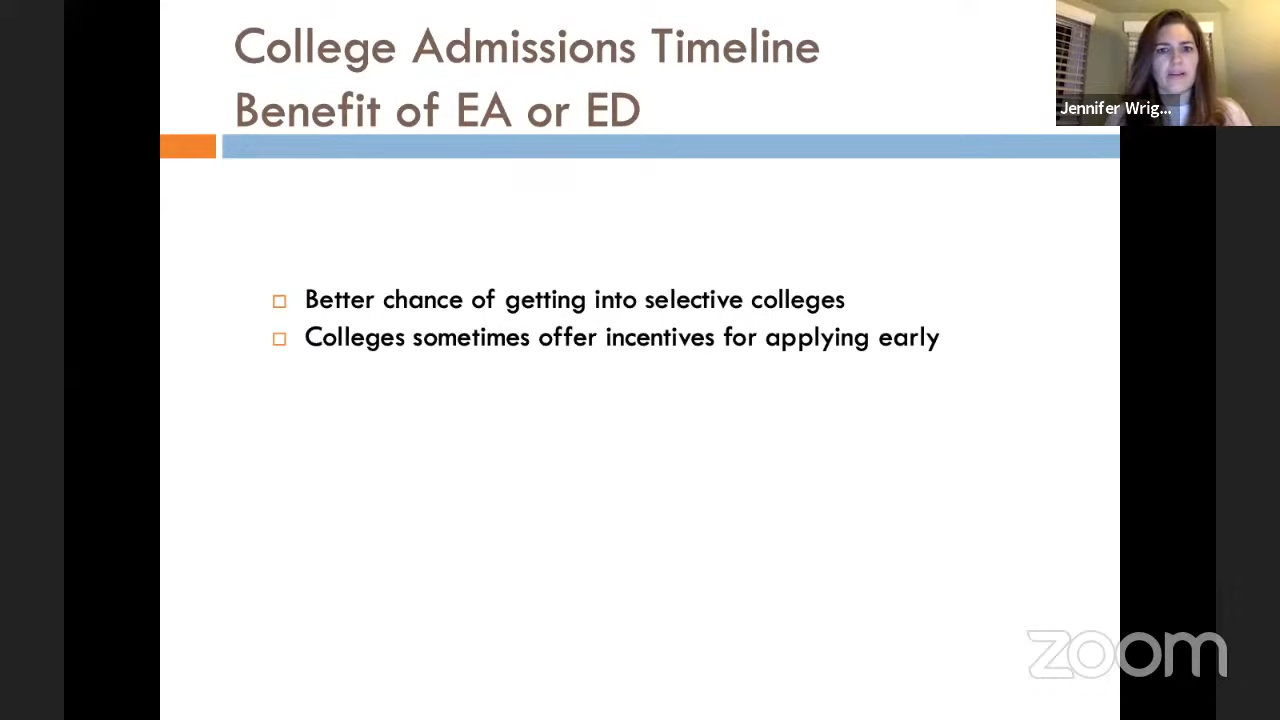 College Admissions Timeline
Benefit of EA or ED
Jennifer Wrig...
Better chance of getting into selective colleges
Colleges sometimes offer incentives for applying early
zoom